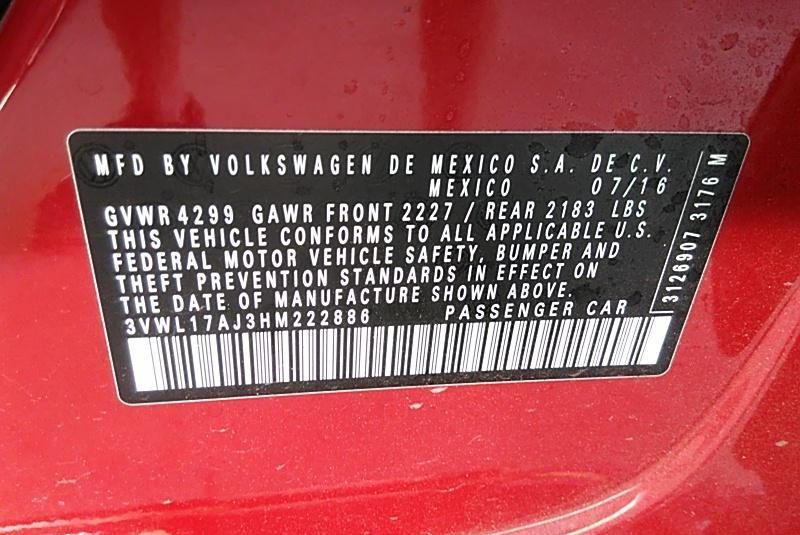 MFD BY VOLKSWAGEN DE MEXICO S.A. DE C.V.
MEXICO 07/16
GVWR 4299 GAWR FRONT 2227 / REAR 2183 LBS
THIS VEHICLE CONFORMS TO ALL APPLICABLE U.S.
FEDERAL MOTOR VEHICLE SAFETY, BUMPER AND
THEFT PREVENTION STANDARDS IN EFFECT ON
THE DATE OF MANUFACTURE SHOWN ABOVE.
3VWL17AJ3HM222886 PASSENGER CAR
3126907 3176 M